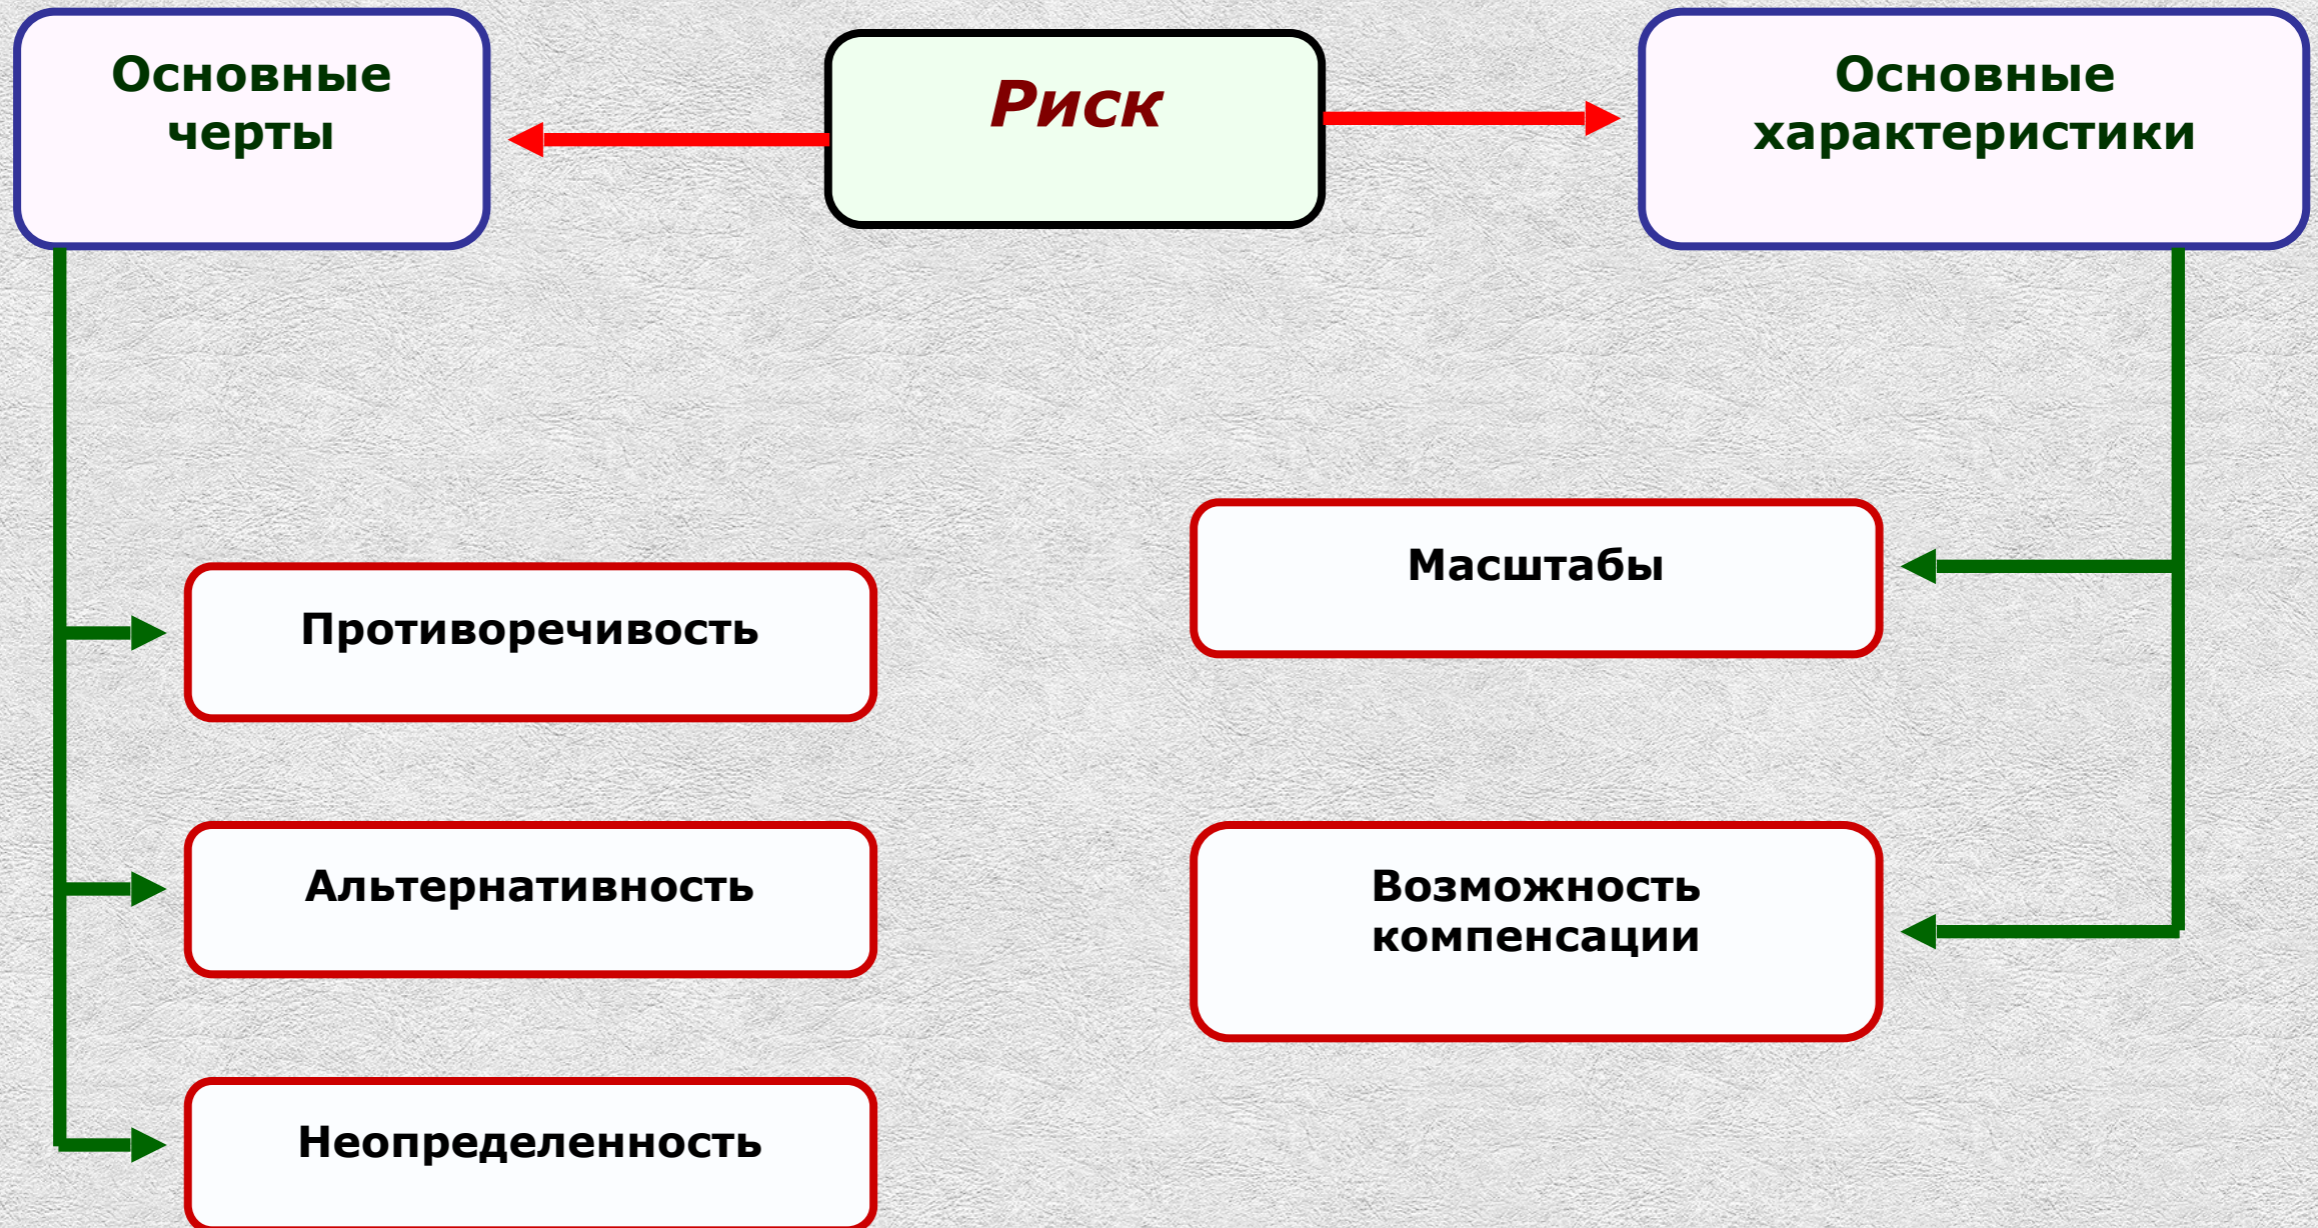 Основные
черты
Риск
Основные
характеристики
Масштабы
Противоречивость
Альтернативность
Возможность
компенсации
Неопределенность